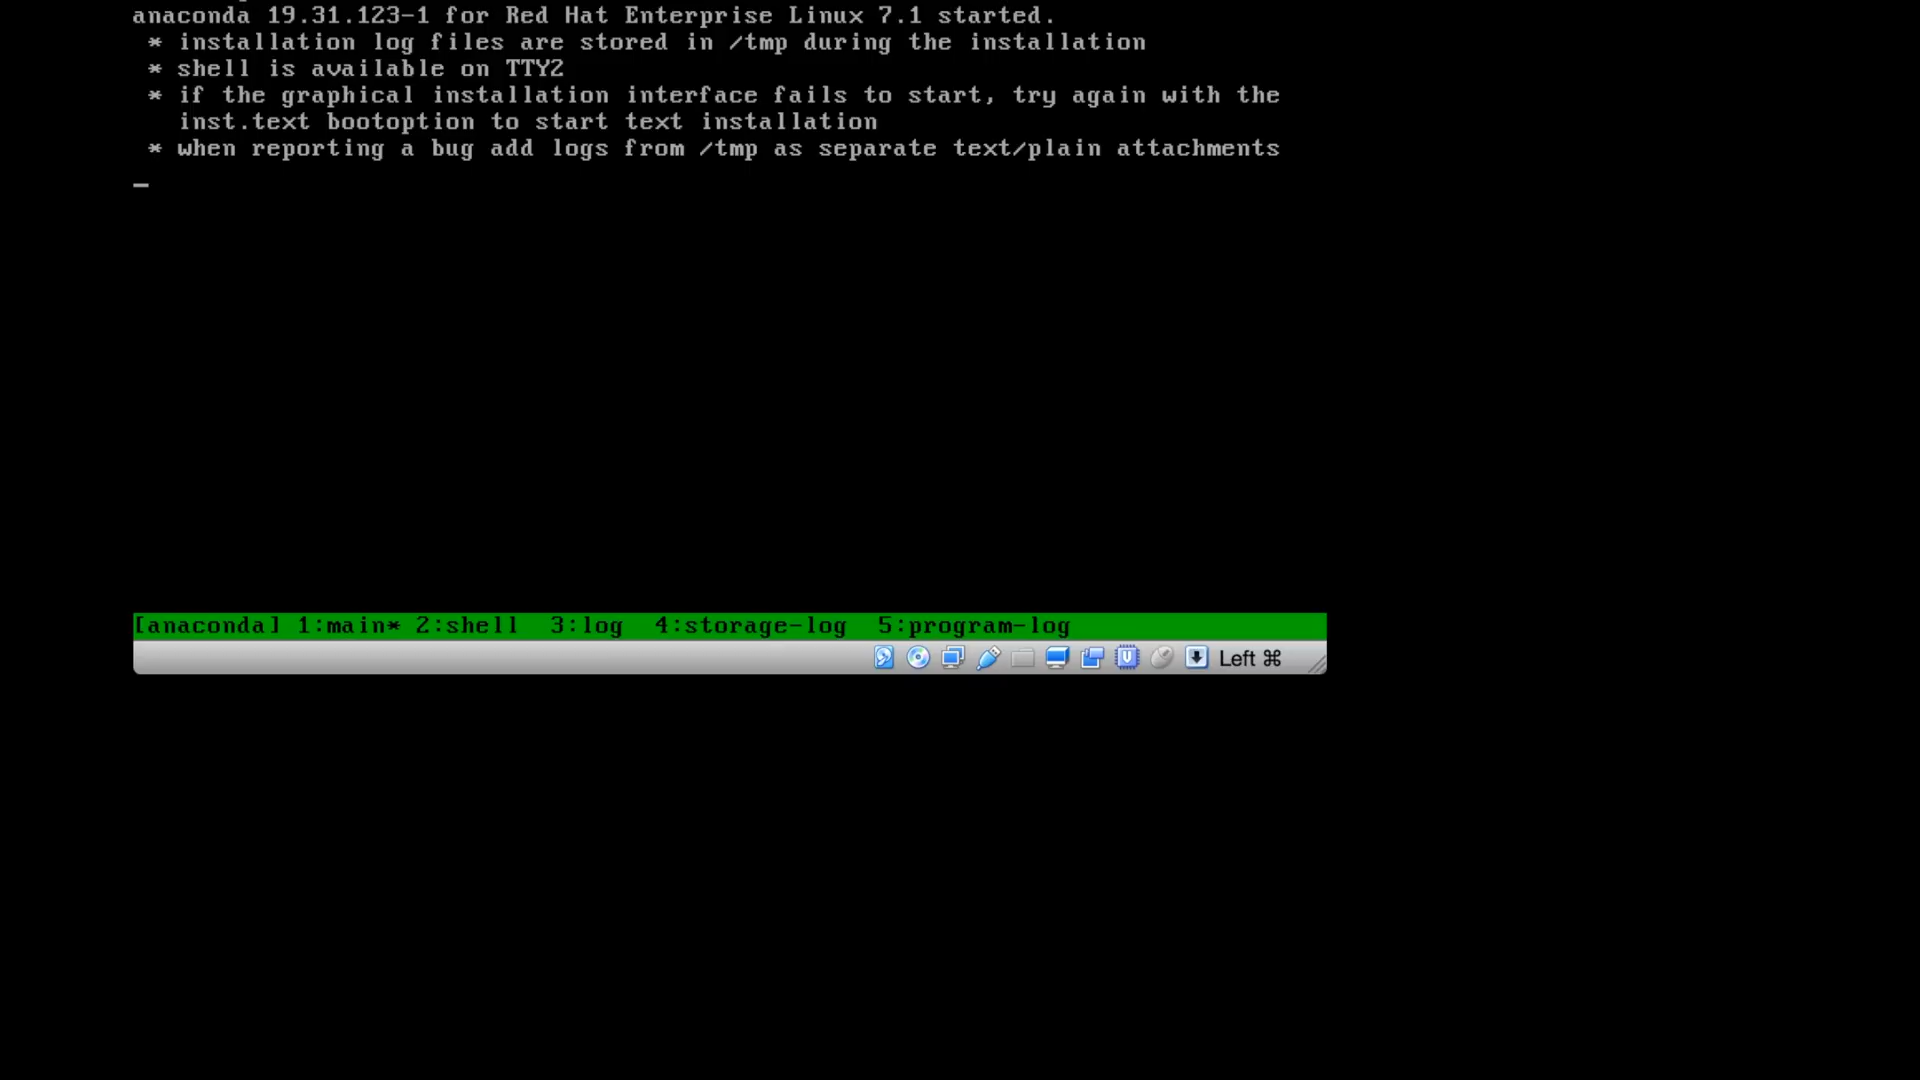 anaconda 19.31.123-1 for Red Hat Enterprise Linux 7.1 started.
* installation log files are stored in /tmp during the installation
* shell is available on TTY2
* if the graphical installation interface fails to start, try again with the
inst.text bootoption to start text installation
* when reporting a bug add logs from /tmp as separate text/plain attachments
[anaconda] 1:main* 2:shell 3:log 4:storage-log 5:program-log
Left ⌘